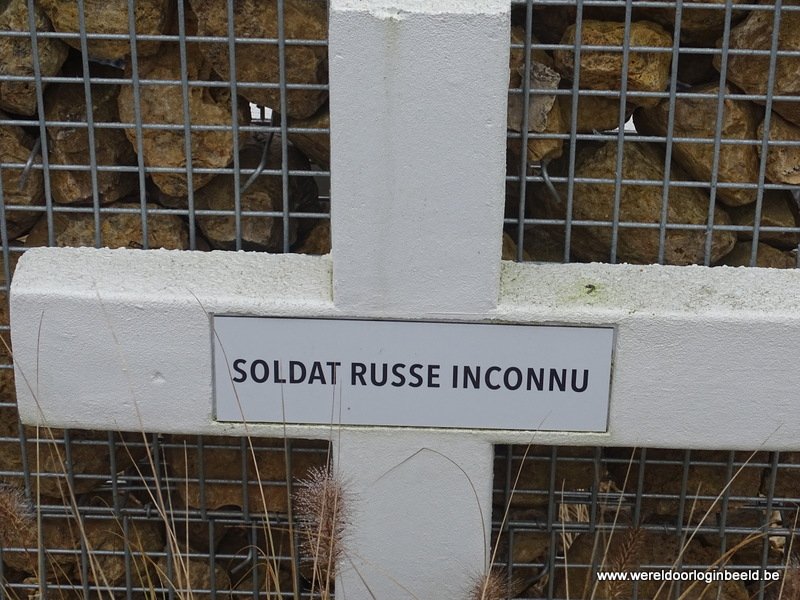 SOLDAT RUSSE INCONNU
www.wereldoorloginbeeld.be